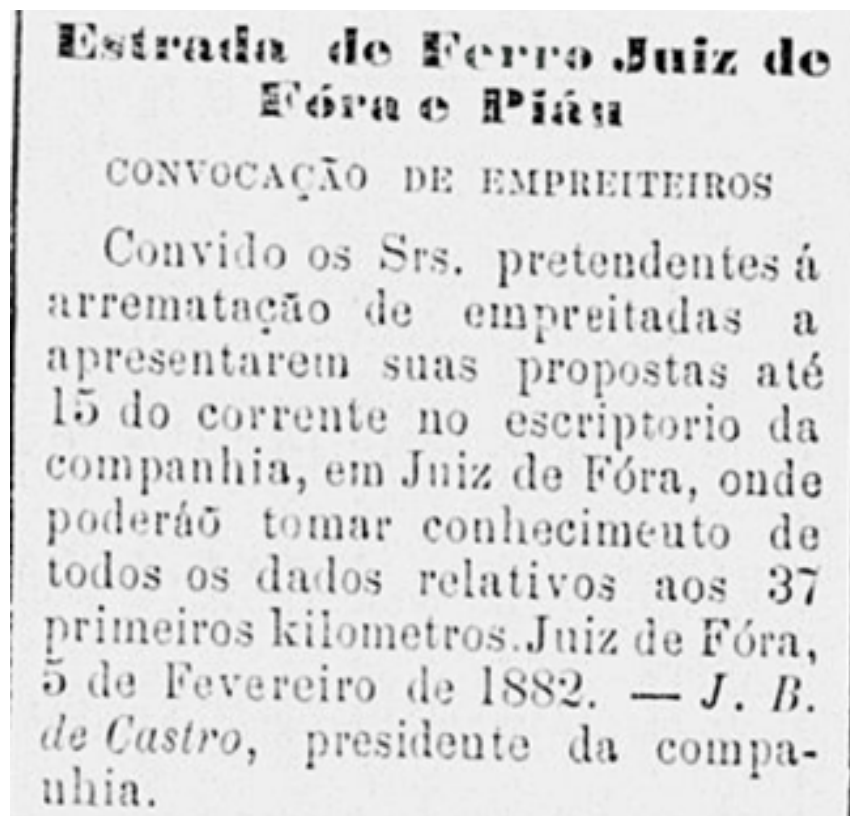 Estrada de Ferro Juiz de
Fóra e Piáu
CONVOCAÇÃO DE EMPREITEIROS
Convido os Srs. pretendentes á
arrematação de empreitadas a
apresentarem suas propostas até
15 do corrente no escriptorio da
companhia, em Juiz de Fóra, onde
poderáõ tomar conhecimento de
todos os dados relativos aos 37
primeiros kilometros. Juiz de Fóra,
5 de Fevereiro de 1882. — J. B.
de Castro, presidente da compa-
nhia.